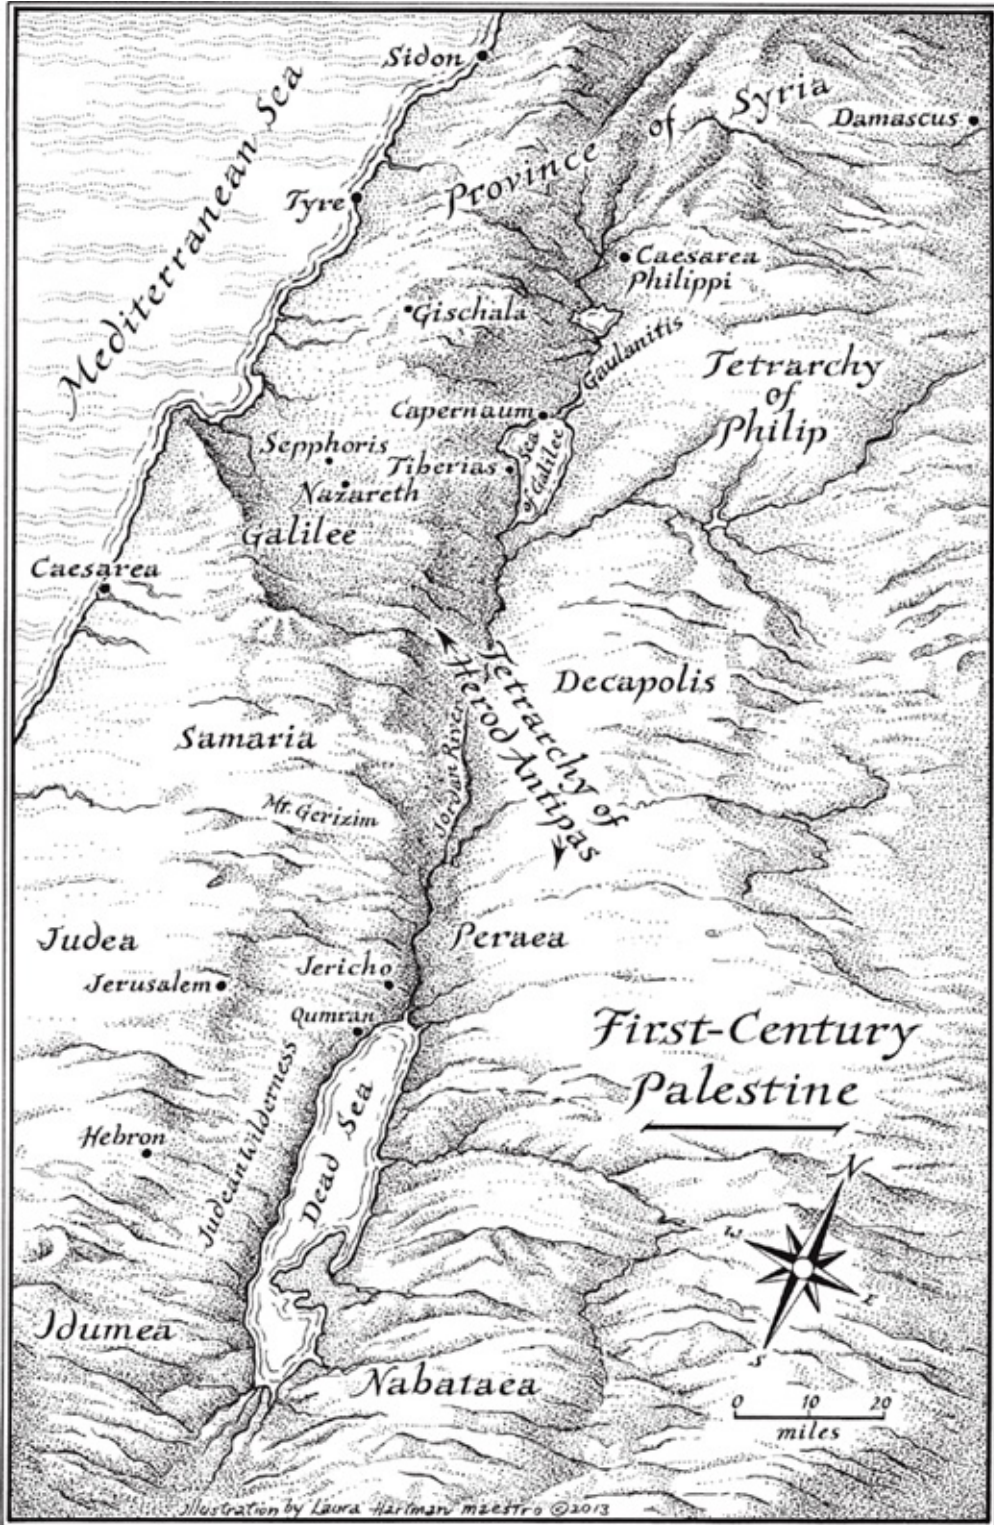 Sidon
Mediterranean Sea
Province of Syria
Damascus
Tyre
Caesarea
Philippi
Gischala
Gaulanitis
Tetrarchy
of
Philip
Capernaum
Sea
of Galilee
Sepphoris
Tiberias
Nazareth
Galilee
Caesarea
Decapolis
Tetrarchy of
Herod Antipas
Samaria
Jordan River
Mt. Gerizim
Judea
Peraea
Jericho
Jerusalem
Qumran
First-Century
Palestine
Judean Wilderness
Dead Sea
Hebron
N
W
E
S
Idumea
Nabataea
0 10 20
miles
Illustration by Laura Hartman maestro ©2013